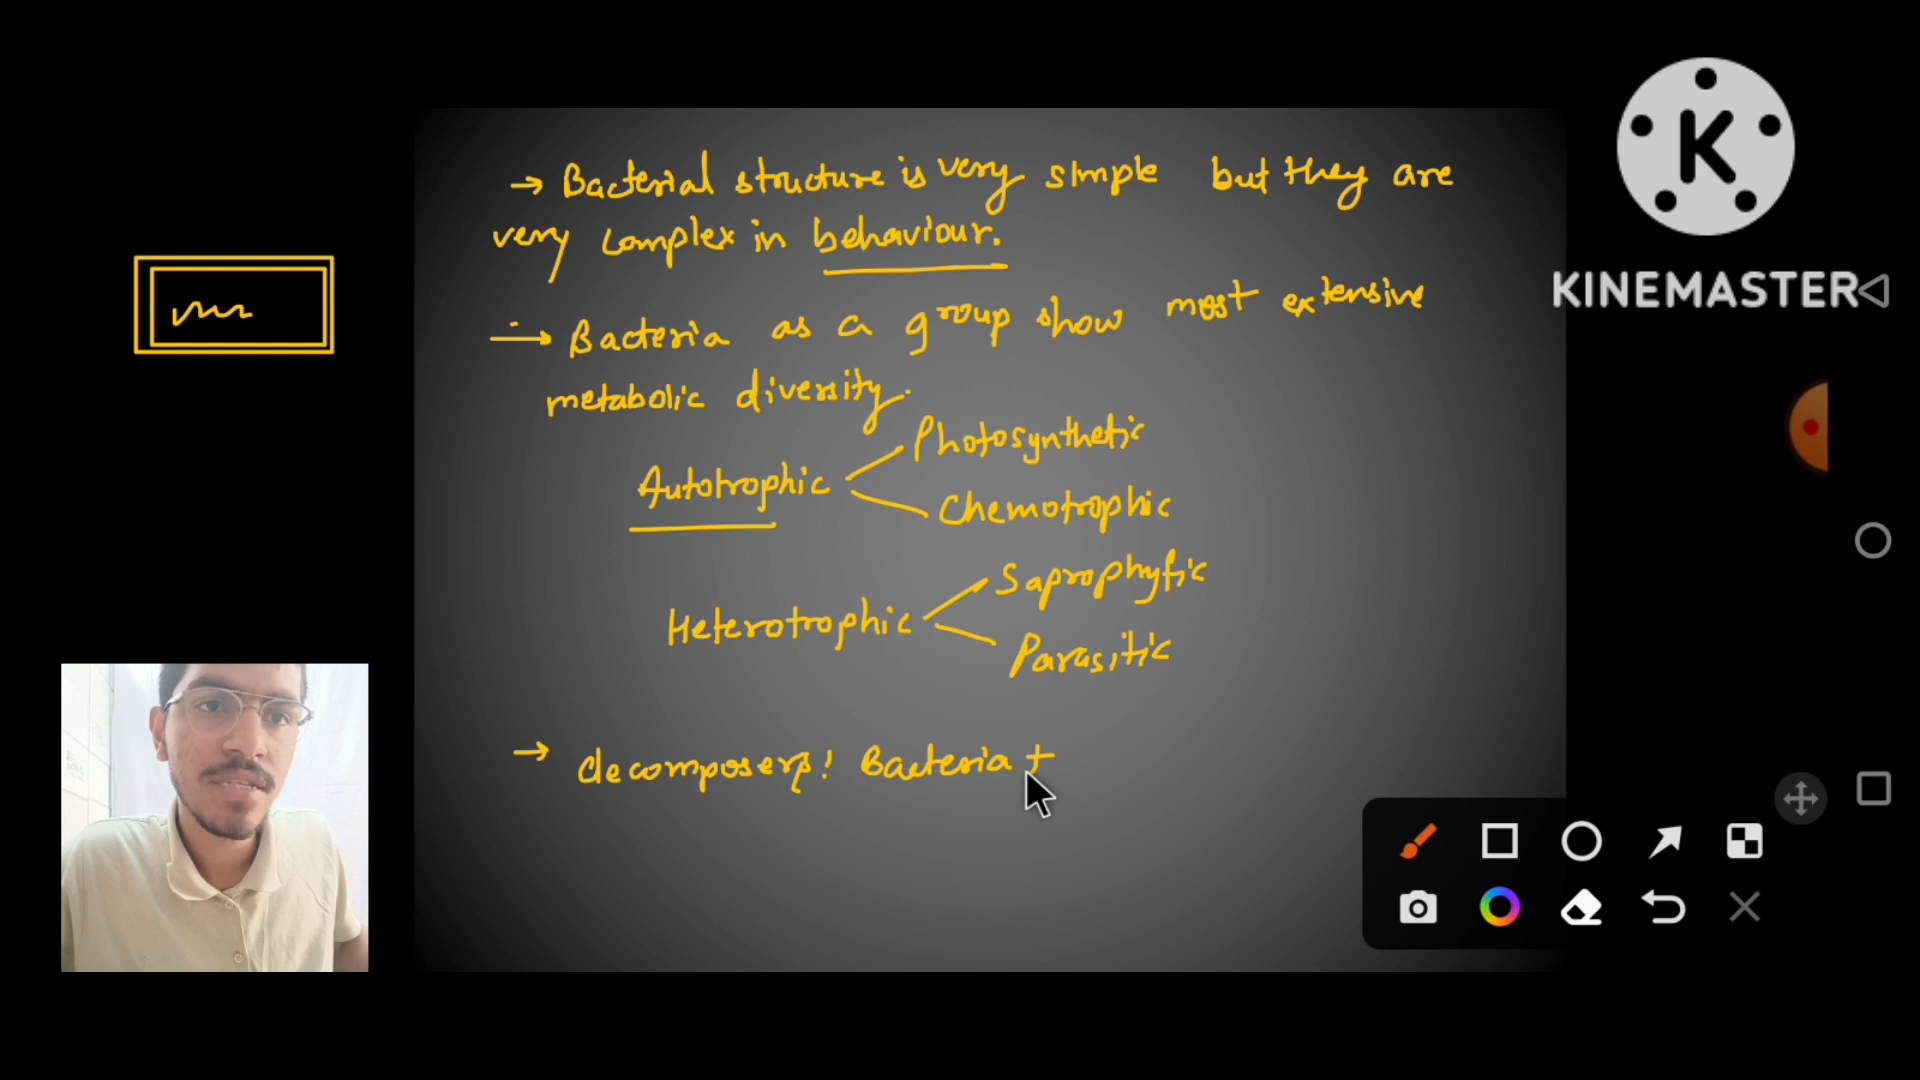 → Bacterial structure is very simple but they are
very complex in behaviour.
→ Bacteria as a group show most extensive
metabolic diversity.
Autotrophic
Photosynthetic
Chemotrophic
Heterotrophic
Saprophytic
Parasitic
→ decomposers! Bacteria +
K
KINEMASTER